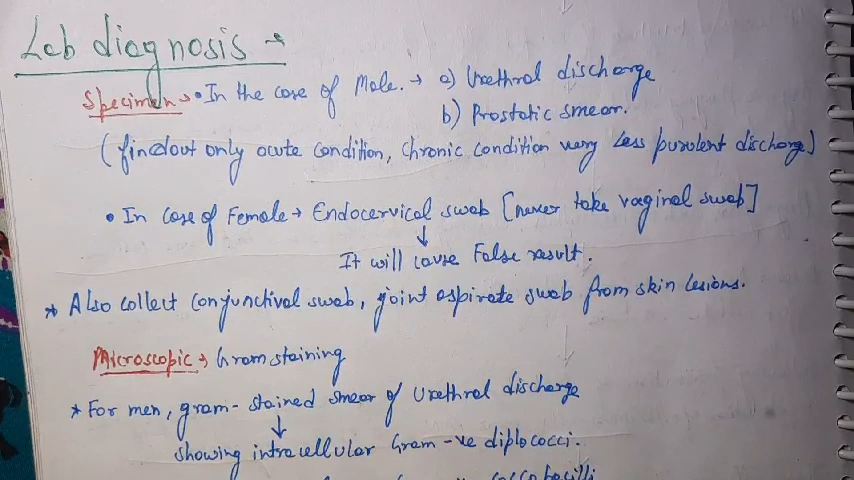 Lab diagnosis →
Specimen → • In the case of Male. → a) Urethral discharge
b) Prostatic smear.
(findout only acute condition, chronic condition very less purulent discharge)
• In case of Female → Endocervical swab [never take vaginal swab]
↓
It will cause False result.
* Also collect conjunctival swab, joint aspirate swab from skin lesions.
Microscopic → Gram staining
* For men, gram-stained smear of Urethral discharge
↓
showing intracellular Gram -ve diplococci.
coccobacilli